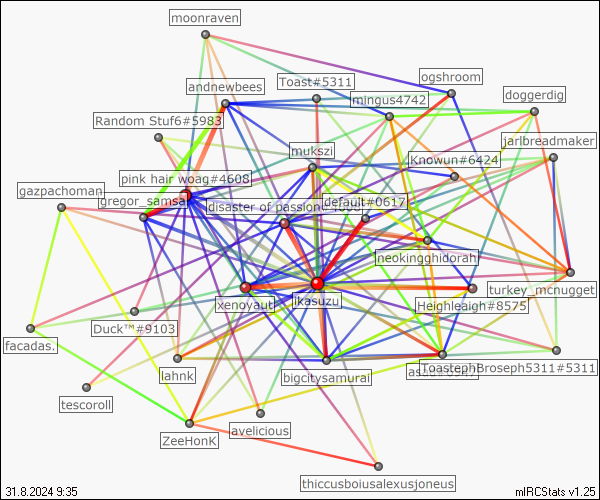 moonraven
andnewbees
Toast#5311
ogshroom
mingus4742
doggerdig
Random Stuf6#5983
jarlbreadmaker
mukszi
Knowun#6424
pink hair woag#4608
gazpachoman
gregor_samsa
disaster of passion
default#0617
neokingghidorah
xenoyaut
ikasuzu
turkey_mcnugget
Heighleaigh#8575
Duck™#9103
facadas.
lahnk
bigcitysamurai
ToastephBroseph5311#5311
tescoroll
avelicious
ZeeHonK
thiccusboiusalexusjoneus
31.8.2024 9:35
mIRCStats v1.25